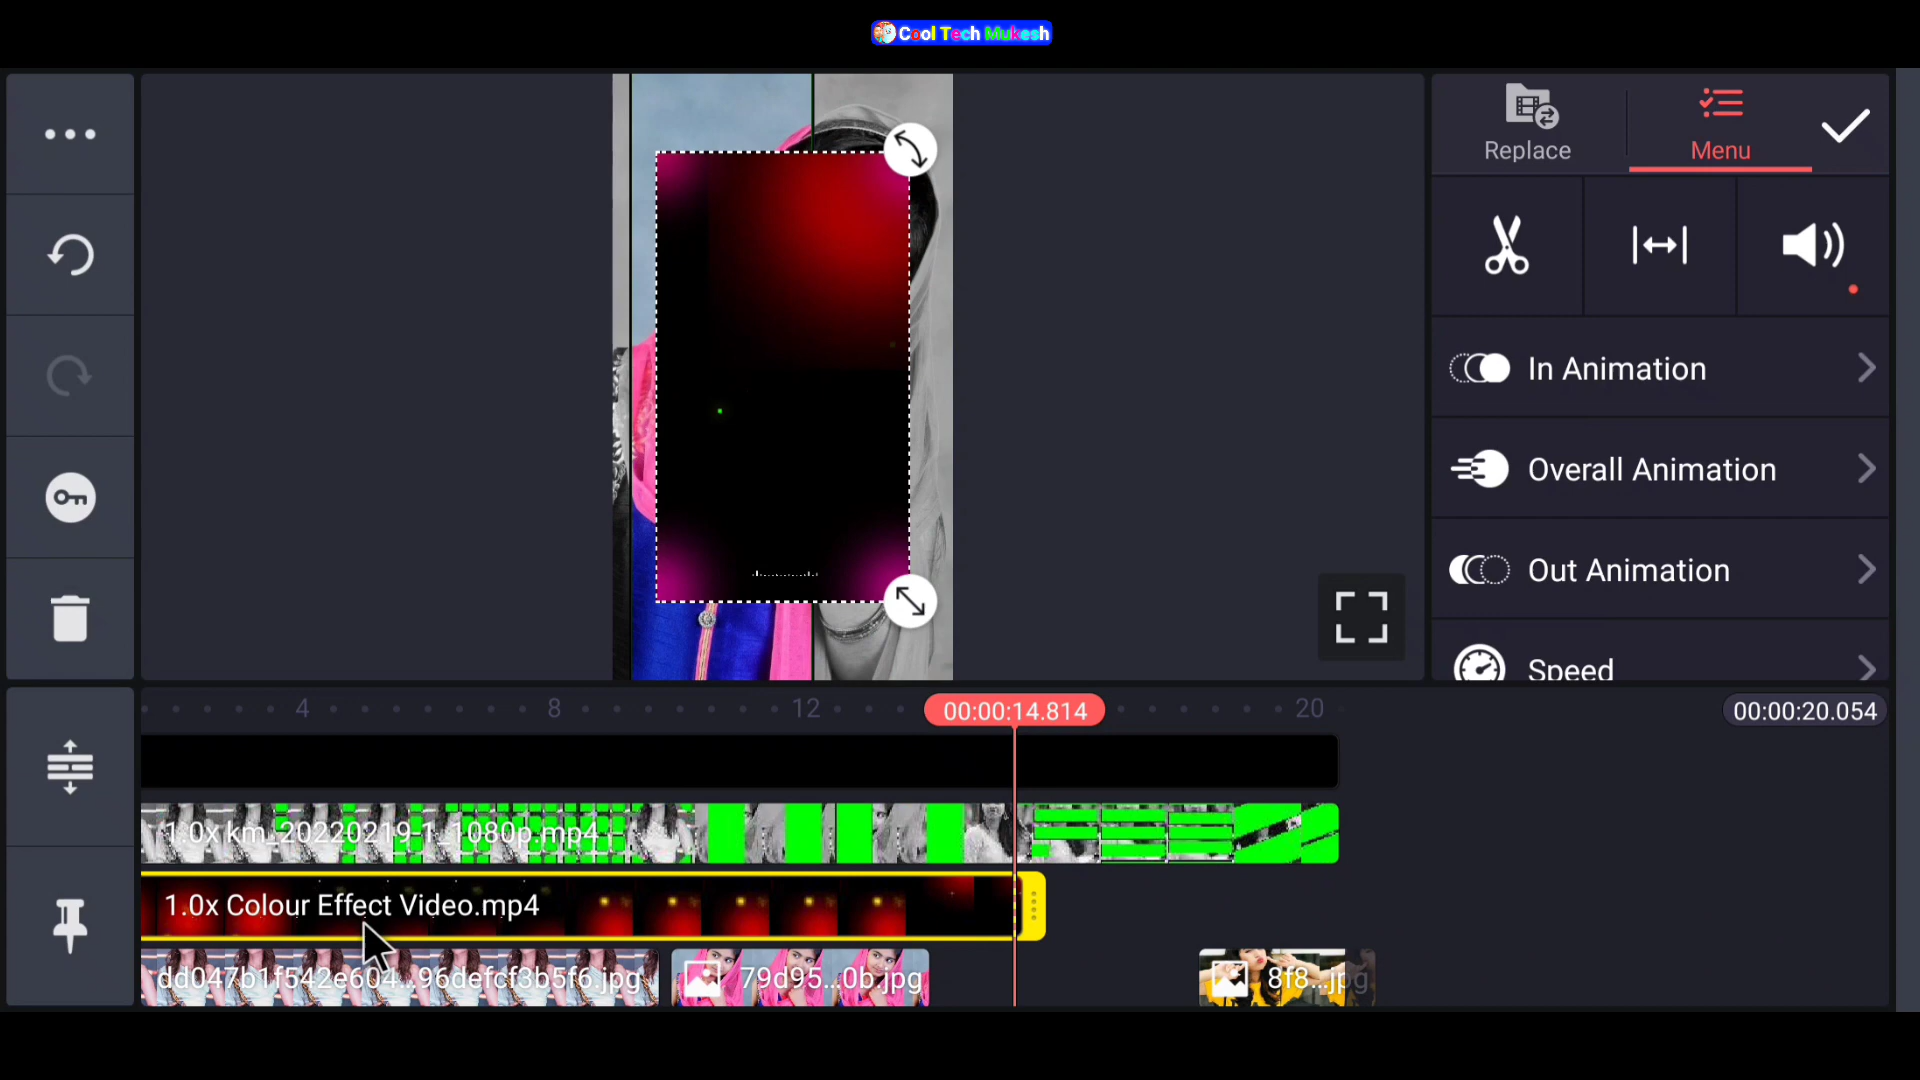 Cool Tech Mukesh
Replace
Menu
In Animation
Overall Animation
Out Animation
Speed
4
8
12
00:00:14.814
20
00:00:20.054
1.0x km_20220219-1_1080p.mp4
1.0x Colour Effect Video.mp4
dd047b1f542e604...96defcf3b5f6.jpg
79d95...0b.jpg
8f8...jpg